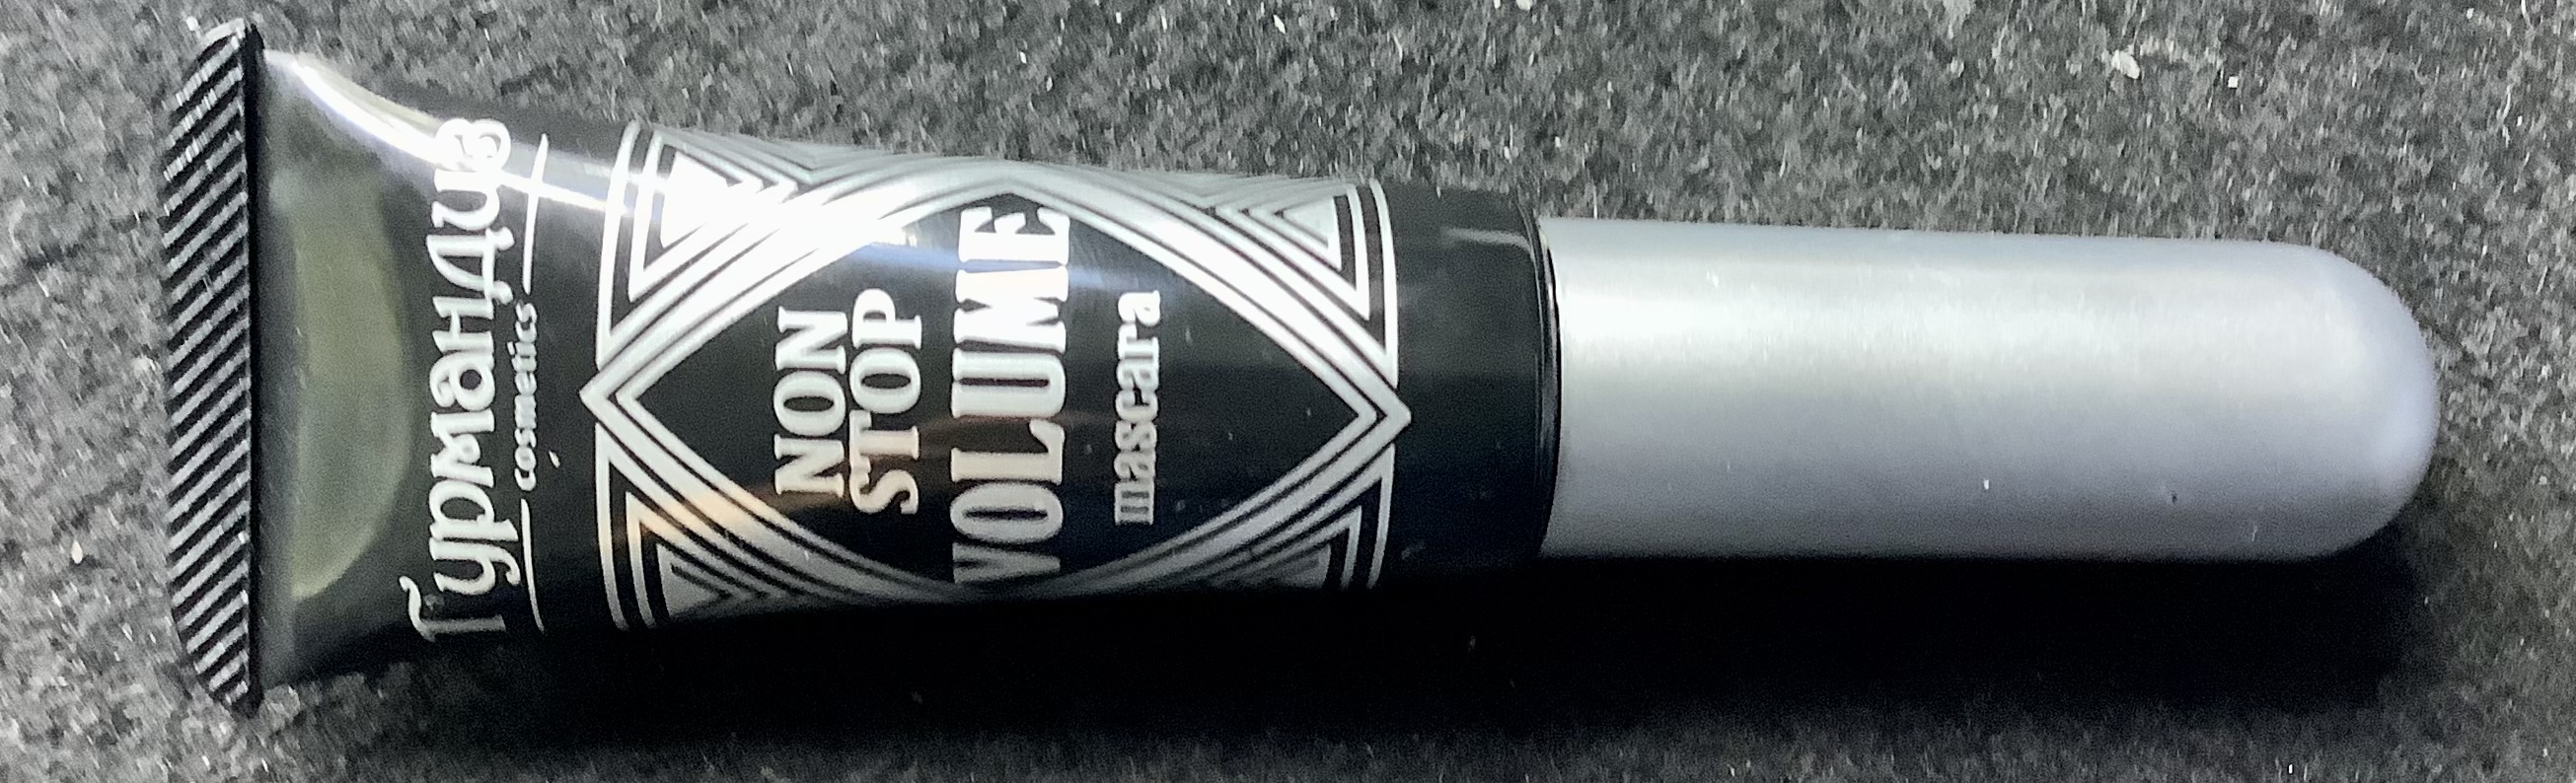 Гурмандиз
cosmetics
NON
STOP
VOLUME
mascara